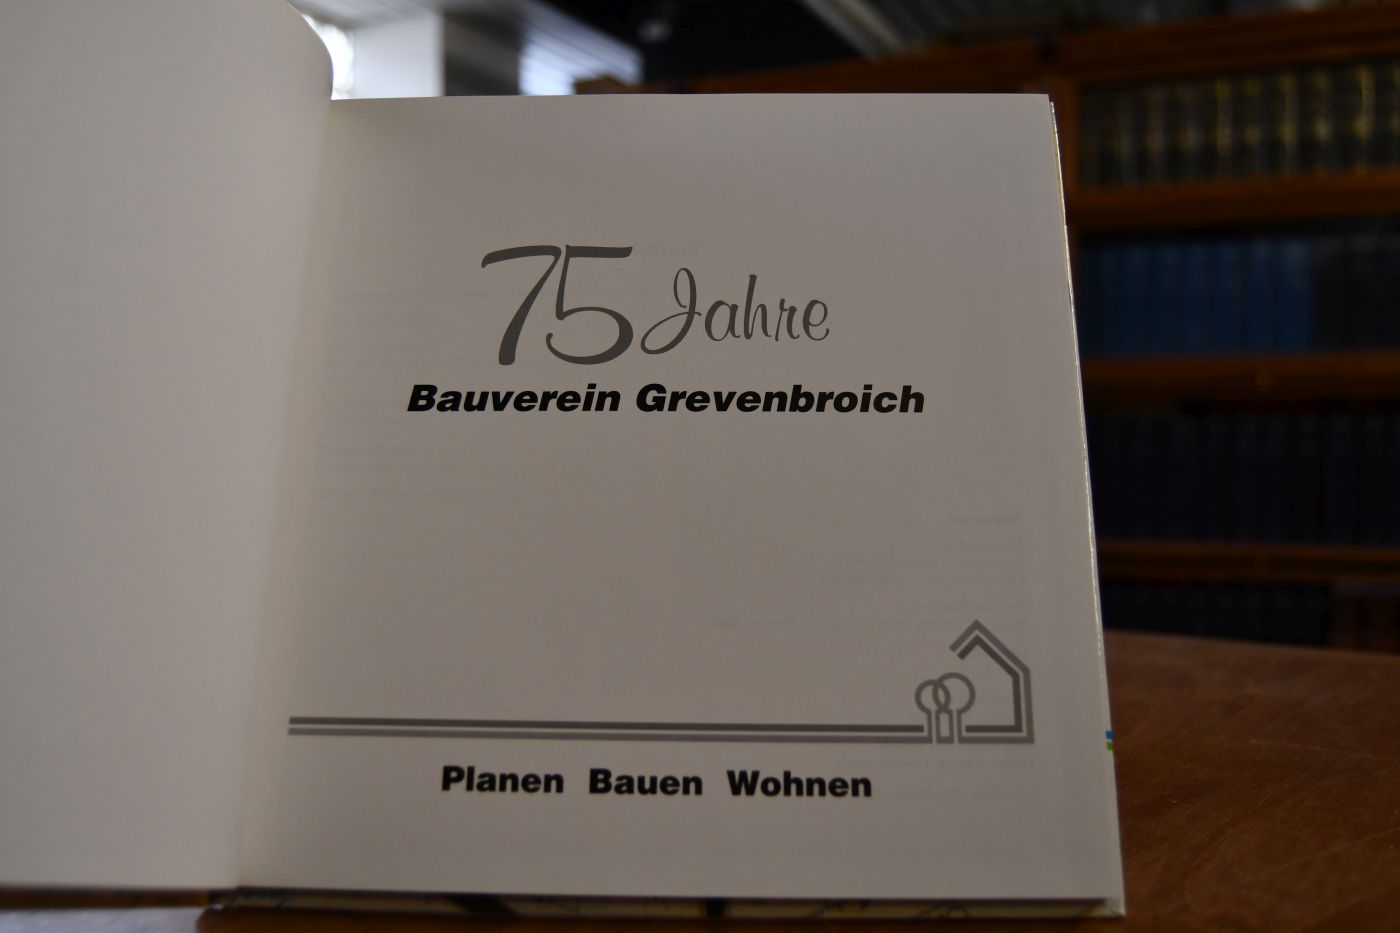 75 Jahre
Bauverein Grevenbroich
Planen Bauen Wohnen